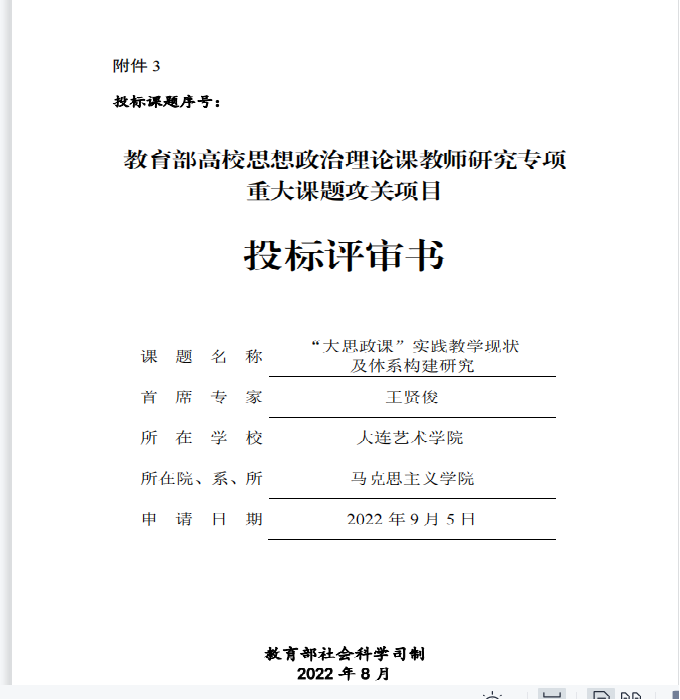 附件 3
投标课题序号：
教育部高校思想政治理论课教师研究专项
重大课题攻关项目
投标评审书
课 题 名 称 “大思政课”实践教学现状
及体系构建研究
首 席 专 家 王贤俊
所 在 学 校 大连艺术学院
所在院、系、所 马克思主义学院
申 请 日 期 2022 年 9 月 5 日
教育部社会科学司制
2022 年 8 月